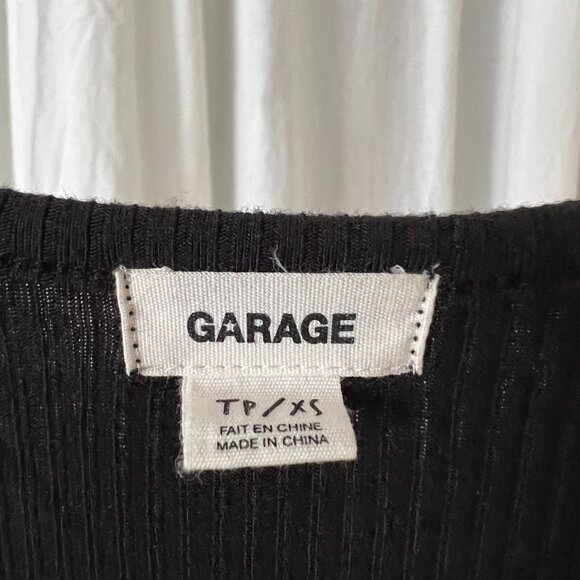 GARAGE
TP/XS
FAIT EN CHINE
MADE IN CHINA